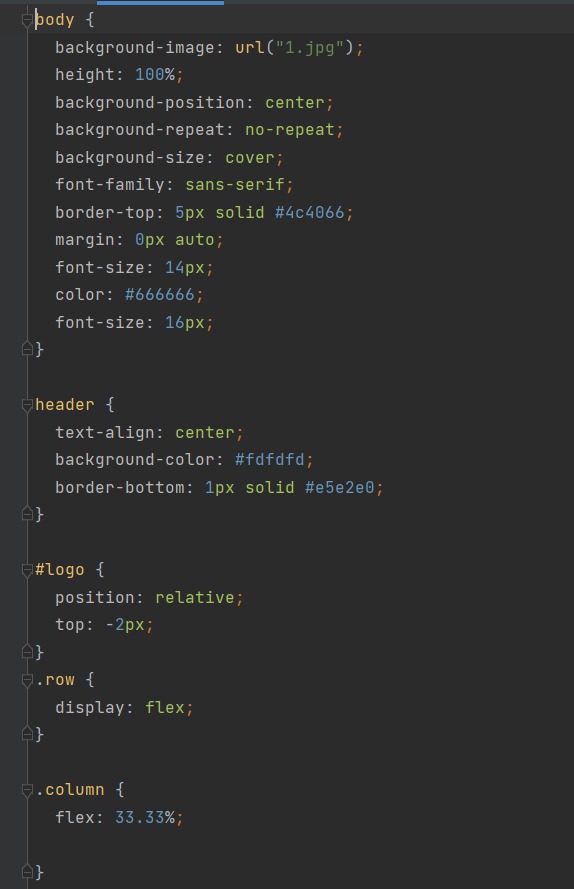 body {
background-image: url("1.jpg");
height: 100%;
background-position: center;
background-repeat: no-repeat;
background-size: cover;
font-family: sans-serif;
border-top: 5px solid #4c4066;
margin: 0px auto;
font-size: 14px;
color: #666666;
font-size: 16px;
}
header {
text-align: center;
background-color: #fdfdfd;
border-bottom: 1px solid #e5e2e0;
}
#logo {
position: relative;
top: -2px;
}
.row {
display: flex;
}
.column {
flex: 33.33%;
}